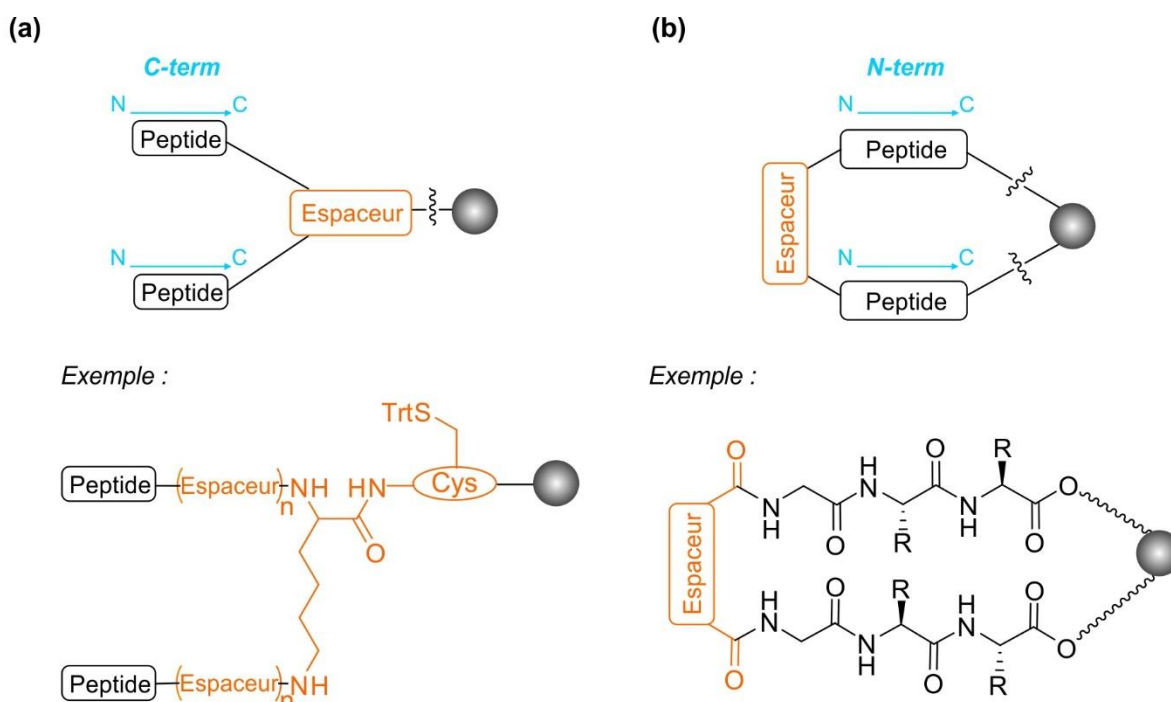 (a)
C-term
N C
Peptide
Espaceur
N C
Peptide
Exemple :
TrtS
Peptide (Espaceur)n NH HN Cys
O
Peptide (Espaceur)n NH
(b)
N-term
N C
Peptide
Espaceur
N C
Peptide
Exemple :
O H N O R O
Espaceur
N H O R N H O
H N O R H N O
O N H O R O